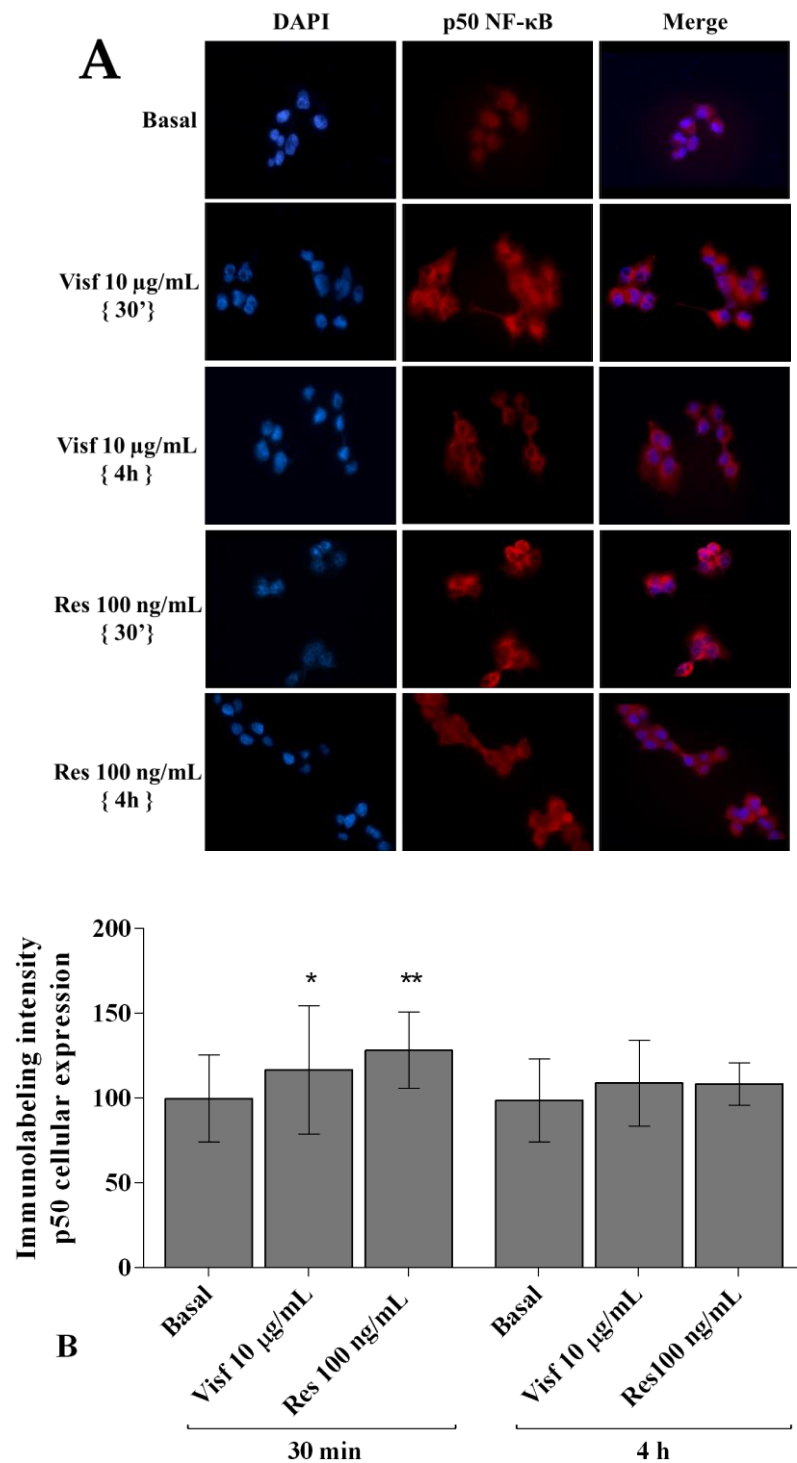 DAPI p50 NF-κB Merge
A
Basal
Visf 10 µg/mL
{ 30’}
Visf 10 µg/mL
{ 4h }
Res 100 ng/mL
{ 30’}
Res 100 ng/mL
{ 4h }
Immunolabeling intensity
p50 cellular expression
200
150
100
50
0
* **
Basal
Visf 10 µg/mL
Res 100 ng/mL
Basal
Visf 10 µg/mL
Res100 ng/mL
B
30 min 4 h